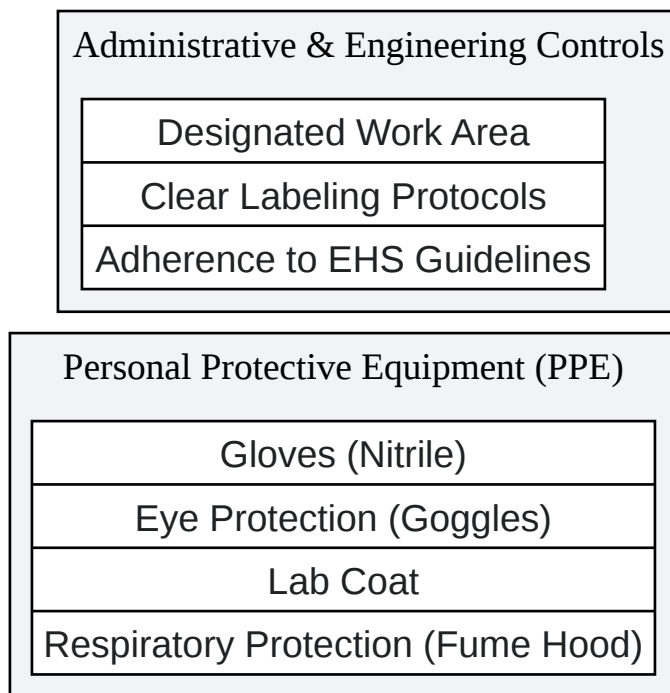 Administrative & Engineering Controls
Designated Work Area
Clear Labeling Protocols
Adherence to EHS Guidelines
Personal Protective Equipment (PPE)
Gloves (Nitrile)
Eye Protection (Goggles)
Lab Coat
Respiratory Protection (Fume Hood)